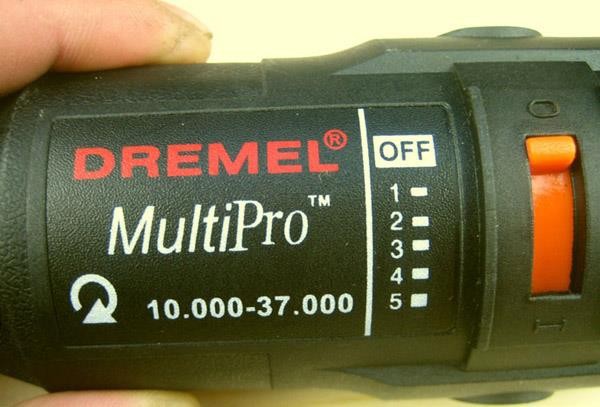 DREMEL®
MultiPro™
10.000-37.000
OFF
1
2
3
4
5
O
I